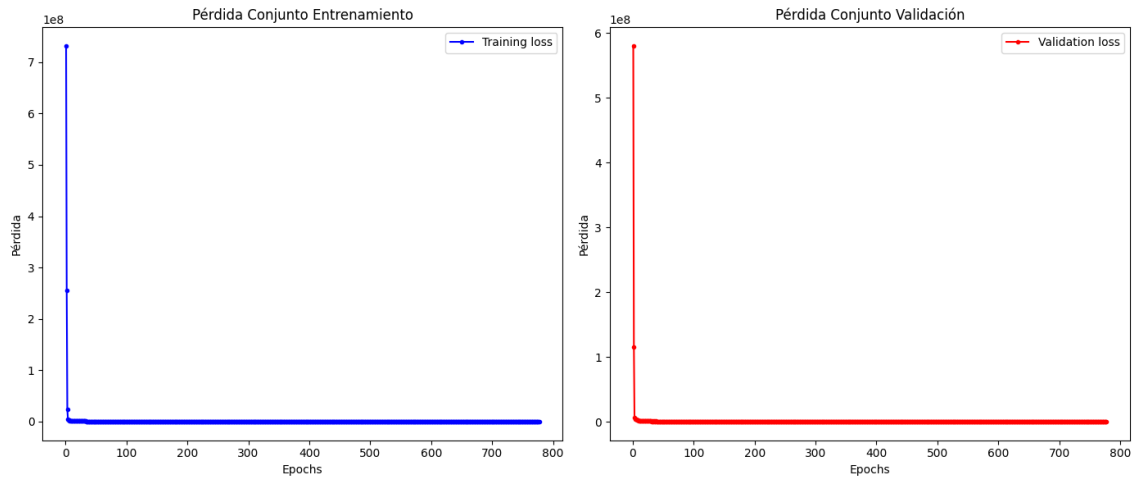 Pérdida Conjunto Entrenamiento
1e8
Training loss
7
6
5
4
3
2
1
0
Pérdida
0 100 200 300 400 500 600 700 800
Epochs
Pérdida Conjunto Validación
1e8
Validation loss
6
5
4
3
2
1
0
Pérdida
0 100 200 300 400 500 600 700 800
Epochs